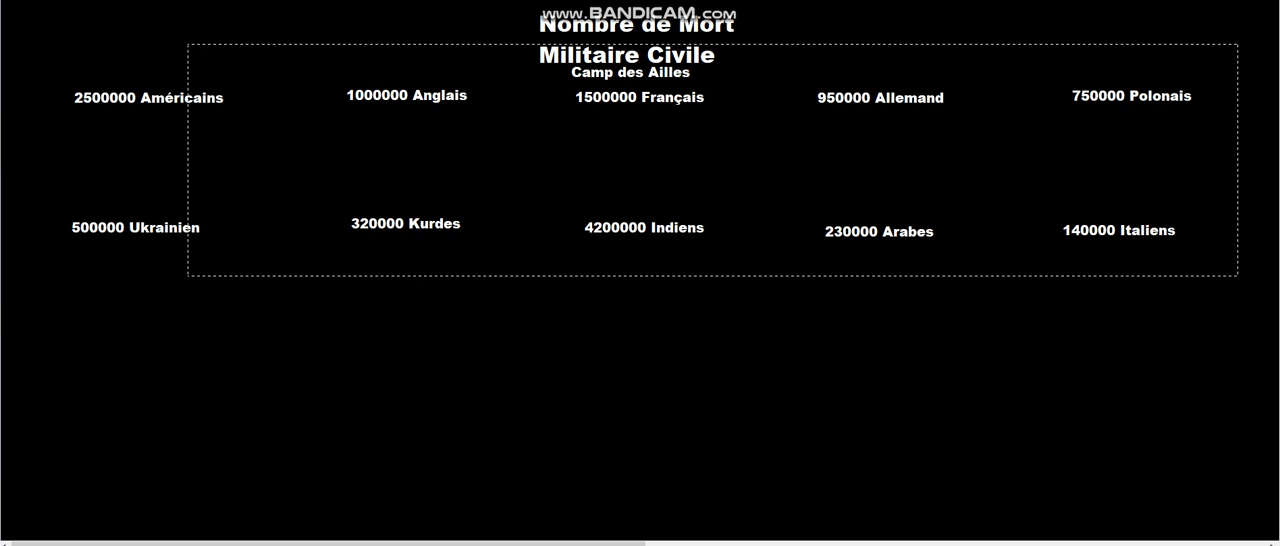 www.BANDICAM.com
Nombre de Mort
Militaire Civile
Camp des Ailles
2500000 Américains
1000000 Anglais
1500000 Français
950000 Allemand
750000 Polonais
500000 Ukrainien
320000 Kurdes
4200000 Indiens
230000 Arabes
140000 Italiens